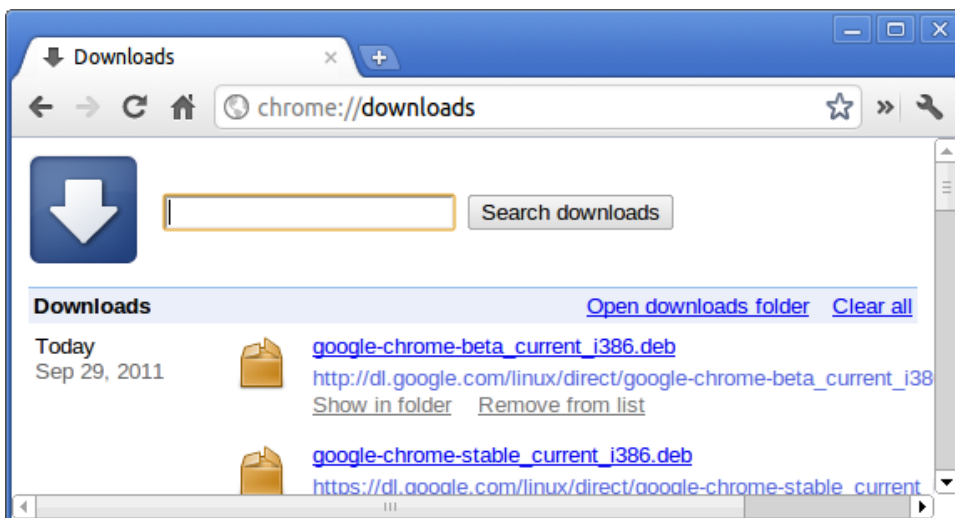 Downloads
chrome://downloads
Search downloads
Downloads Open downloads folder Clear all
Today google-chrome-beta_current_i386.deb
Sep 29, 2011 http://dl.google.com/linux/direct/google-chrome-beta_current_i38
Show in folder Remove from list
google-chrome-stable_current_i386.deb
https://dl.google.com/linux/direct/google-chrome-stable_current_